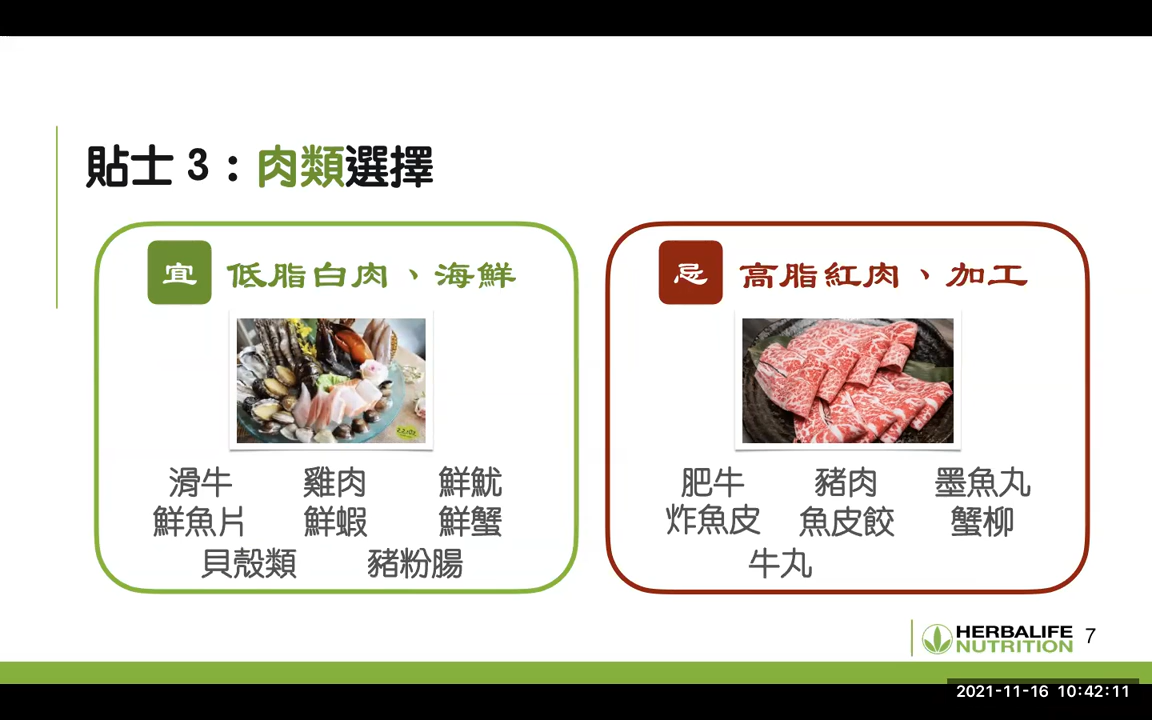 貼士 3：肉類選擇
宜 低脂白肉、海鮮
滑牛 雞肉 鮮魷
鮮魚片 鮮蝦 鮮蟹
貝殼類 豬粉腸
忌 高脂紅肉、加工
肥牛 豬肉 墨魚丸
炸魚皮 魚皮餃 蟹柳
牛丸
HERBALIFE
NUTRITION
7
2021-11-16 10:42:11